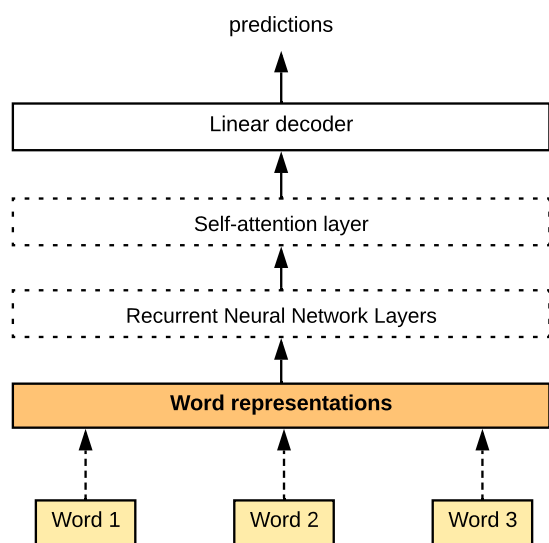 predictions
Linear decoder
Self-attention layer
Recurrent Neural Network Layers
Word representations
Word 1
Word 2
Word 3